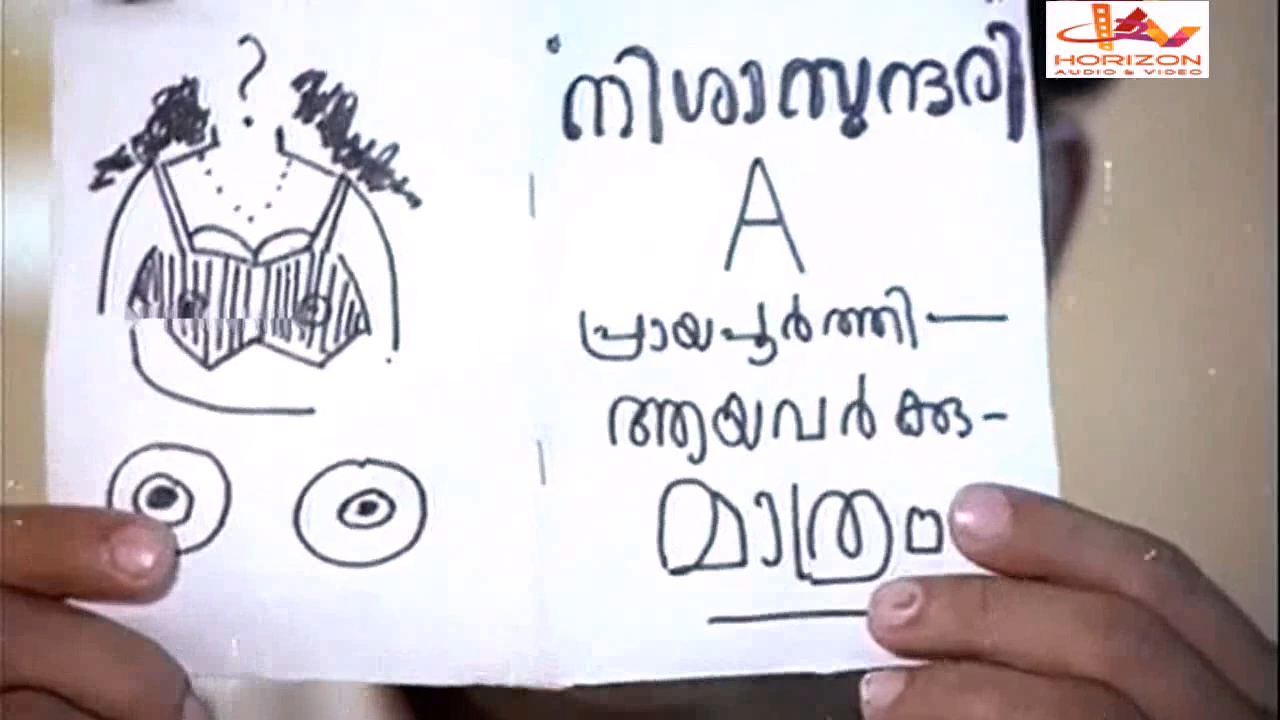 HORIZON
AUDIO & VIDEO
?
നിശാസുന്ദരി
A
പ്രായപൂർത്തി—
ആയവർക്കു-
മാത്രം